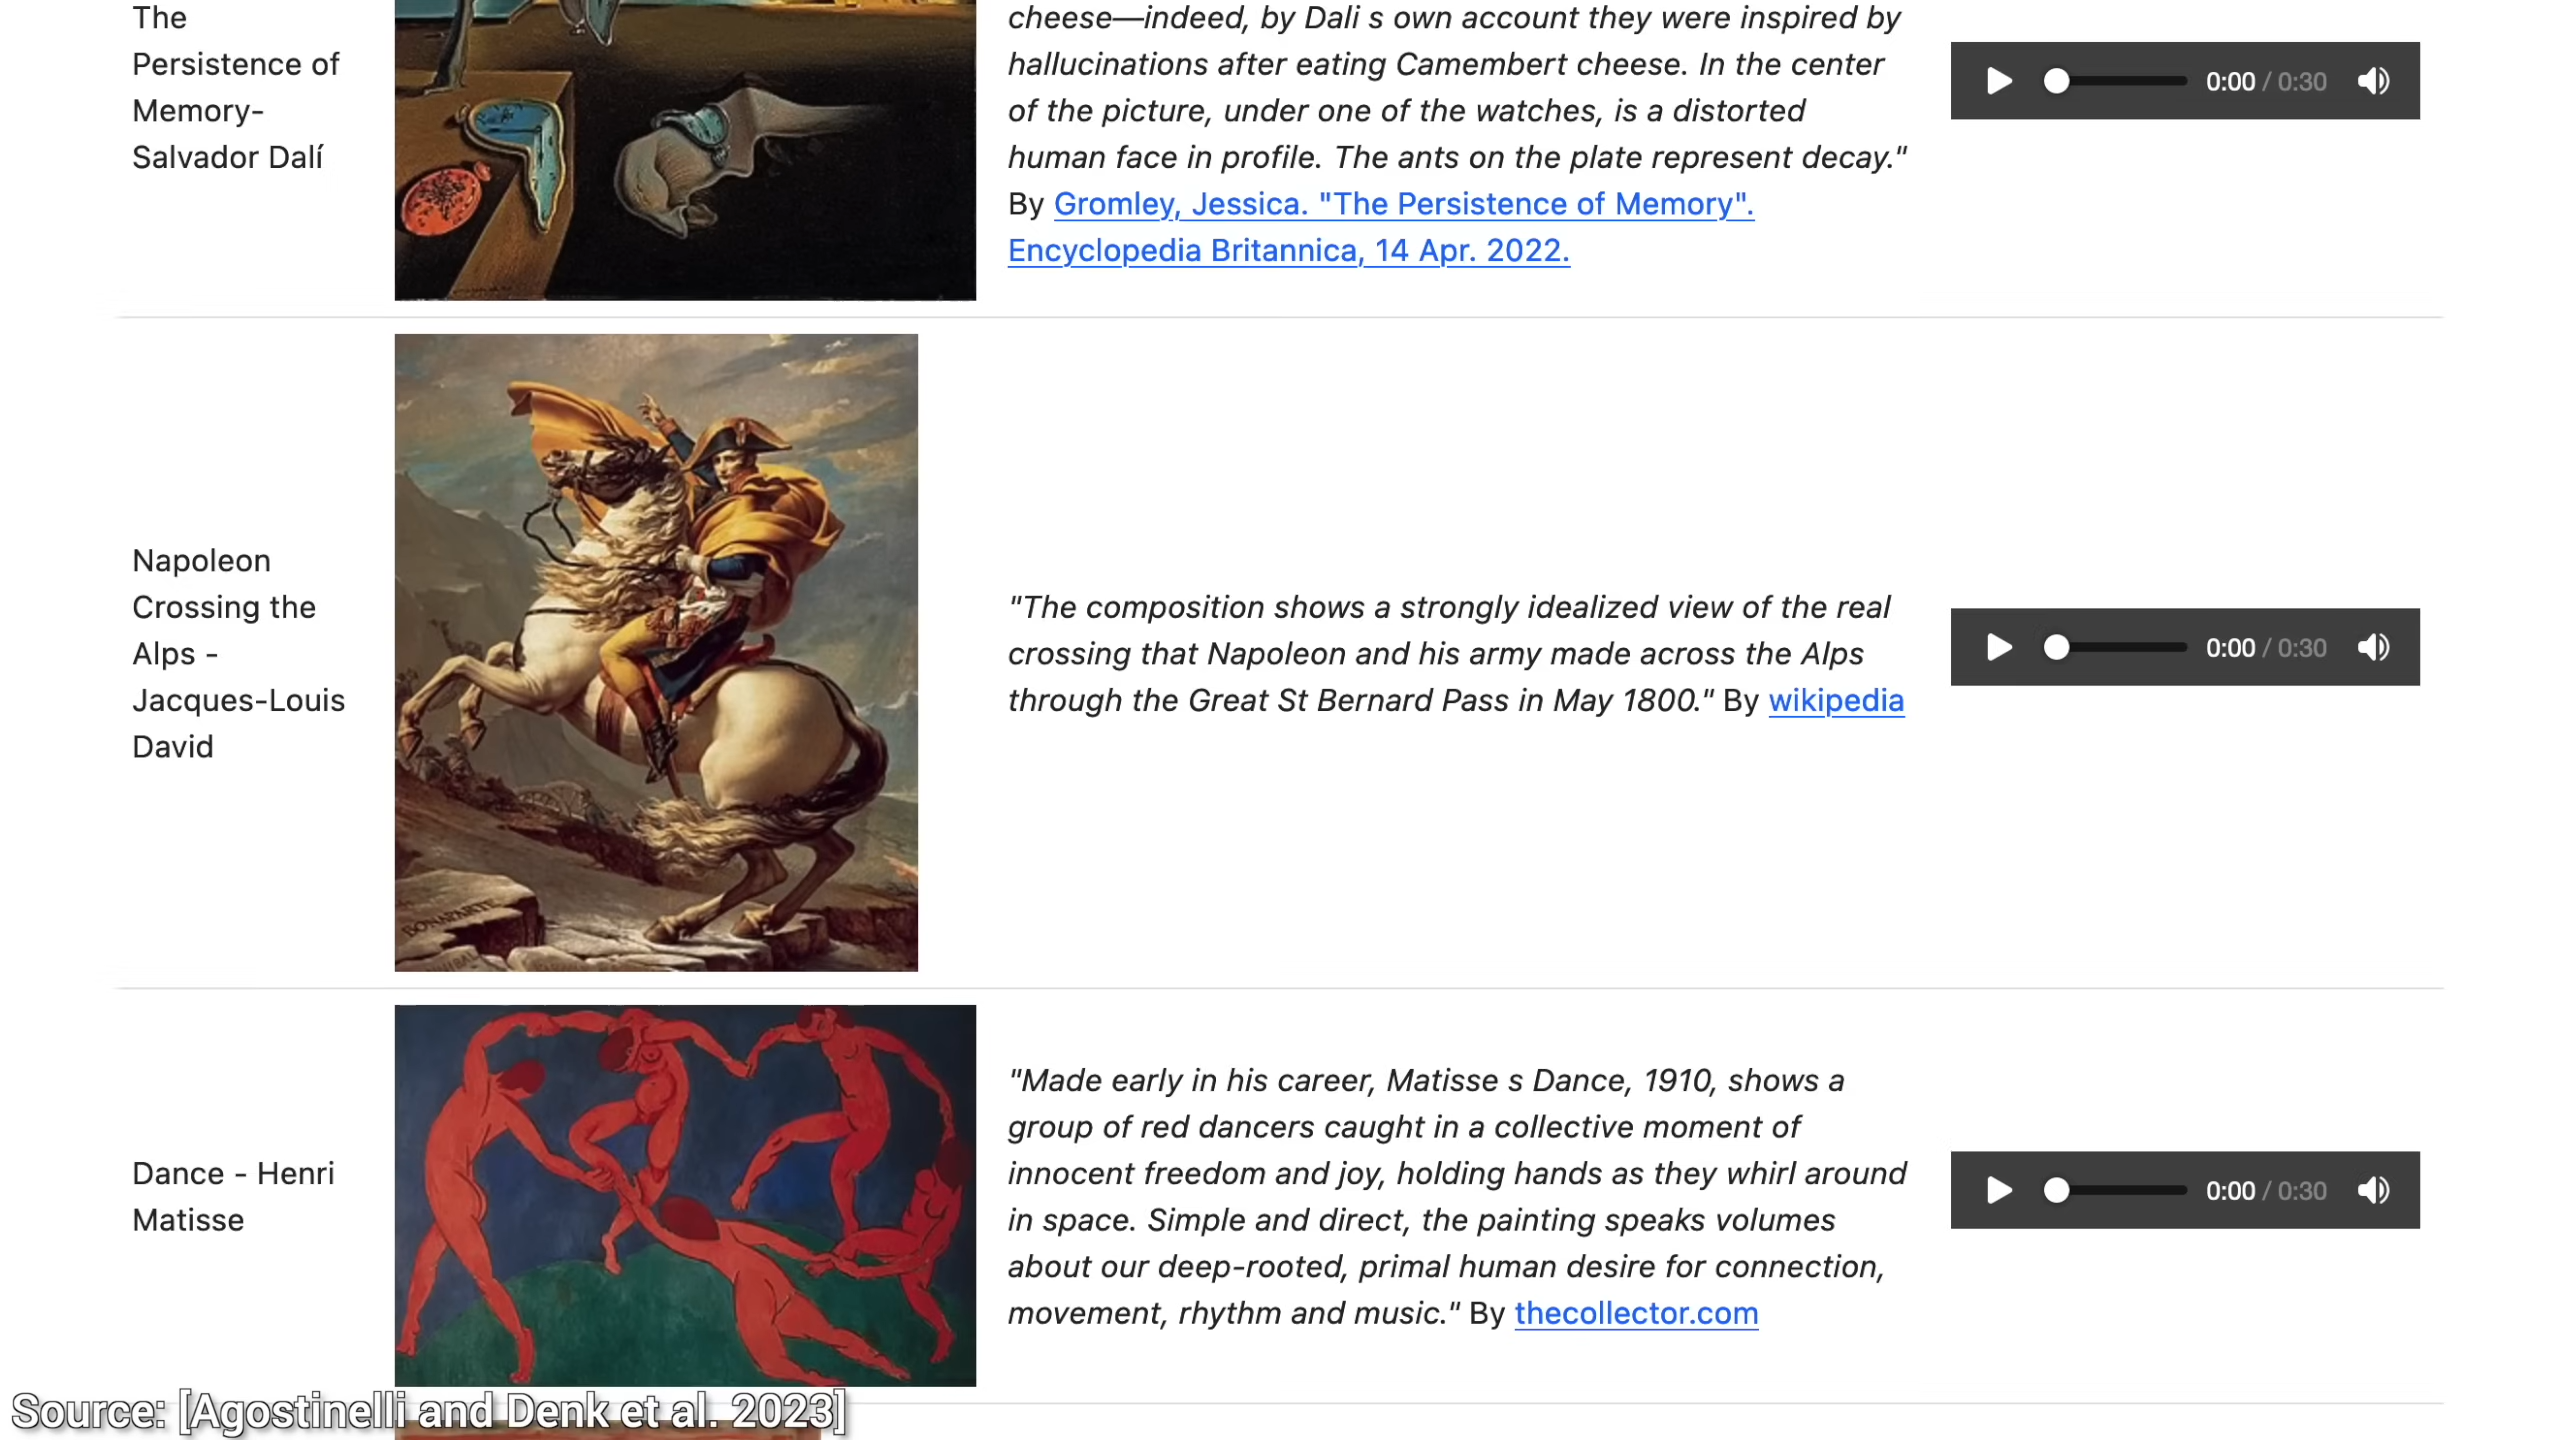 The
Persistence of
Memory-
Salvador Dalí
cheese—indeed, by Dali s own account they were inspired by
hallucinations after eating Camembert cheese. In the center
of the picture, under one of the watches, is a distorted
human face in profile. The ants on the plate represent decay."
By Gromley, Jessica. "The Persistence of Memory".
Encyclopedia Britannica, 14 Apr. 2022.
0:00 / 0:30
Napoleon
Crossing the
Alps -
Jacques-Louis
David
BONAPARTE
"The composition shows a strongly idealized view of the real
crossing that Napoleon and his army made across the Alps
through the Great St Bernard Pass in May 1800." By wikipedia
0:00 / 0:30
Dance - Henri
Matisse
"Made early in his career, Matisse s Dance, 1910, shows a
group of red dancers caught in a collective moment of
innocent freedom and joy, holding hands as they whirl around
in space. Simple and direct, the painting speaks volumes
about our deep-rooted, primal human desire for connection,
movement, rhythm and music." By thecollector.com
0:00 / 0:30
Source: [Agostinelli and Denk et al. 2023]